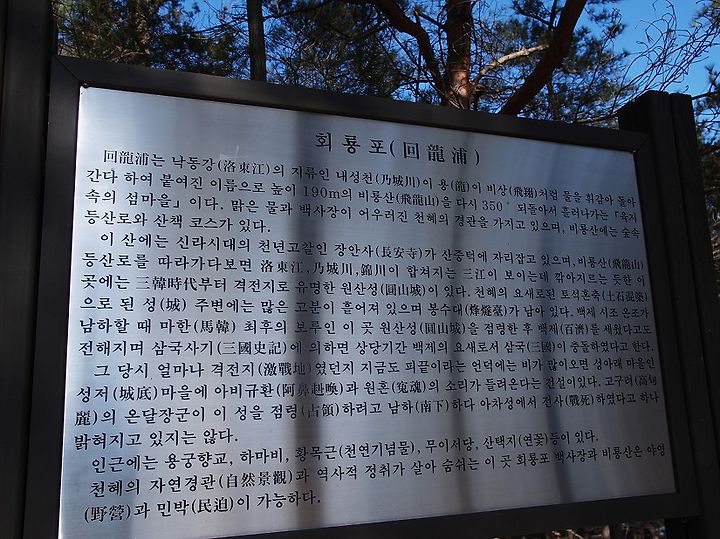 회룡포(回龍浦)
回龍浦는 낙동강(洛東江)의 지류인 내성천(乃城川)이 용(龍)이 비상(飛翔)처럼 물을 휘감아 돌아
간다 하여 붙여진 이름으로 높이 190m의 비룡산(飛龍山)을 다시 350°되돌아서 흘러나가는「육지
속의 섬마을」이다. 맑은 물과 백사장이 어우러진 천혜의 경관을 가지고 있으며, 비룡산에는 숲속
등산로와 산책 코스가 있다.
이 산에는 신라시대의 천년고찰인 장안사(長安寺)가 산중턱에 자리잡고 있으며, 비룡산(飛龍山)
등산로를 따라가다보면 洛東江,乃城川,錦川이 합쳐지는 三江이 보이는데 깎아지르는 듯한 이
곳에는 三韓時代부터 격전지로 유명한 원산성(圓山城)이 있다. 천혜의 요새로된 토석혼축(土石混築)
으로 된 성(城) 주변에는 많은 고분이 흩어져 있으며 봉수대(烽燧臺)가 남아 있다. 백제 시조 온조가
남하할 때 마한(馬韓) 최후의 보루인 이 곳 원산성(圓山城)을 점령한 후 백제(百濟)를 세웠다고도
전해지며 삼국사기(三國史記)에 의하면 상당기간 백제의 요새로서 삼국(三國)이 충돌하였다고 한다.
그 당시 얼마나 격전지(激戰地)였던지 지금도 피끝이라는 언덕에는 비가 많이오면 성아래 마을인
성저(城底)마을에 아비규환(阿鼻赳喚)과 원혼(寃魂)의 소리가 들려온다는 전설이있다. 고구려(高句
麗)의 온달장군이 이 성을 점령(占領)하려고 남하(南下)하다 아차성에서 전사(戰死)하였다고 하나
밝혀지고 있지는 않다.
인근에는 용궁향교, 하마비, 황목근(천연기념물), 무이서당, 산택지(연꽃)등이 있다.
천혜의 자연경관(自然景觀)과 역사적 정취가 살아 숨쉬는 이 곳 회룡포 백사장과 비룡산은 야영
(野營)과 민박(民迫)이 가능하다.